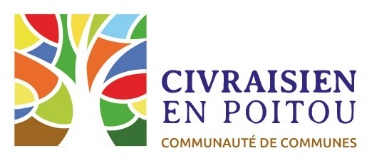 CIVRAISIEN
EN POITOU
COMMUNAUTÉ DE COMMUNES